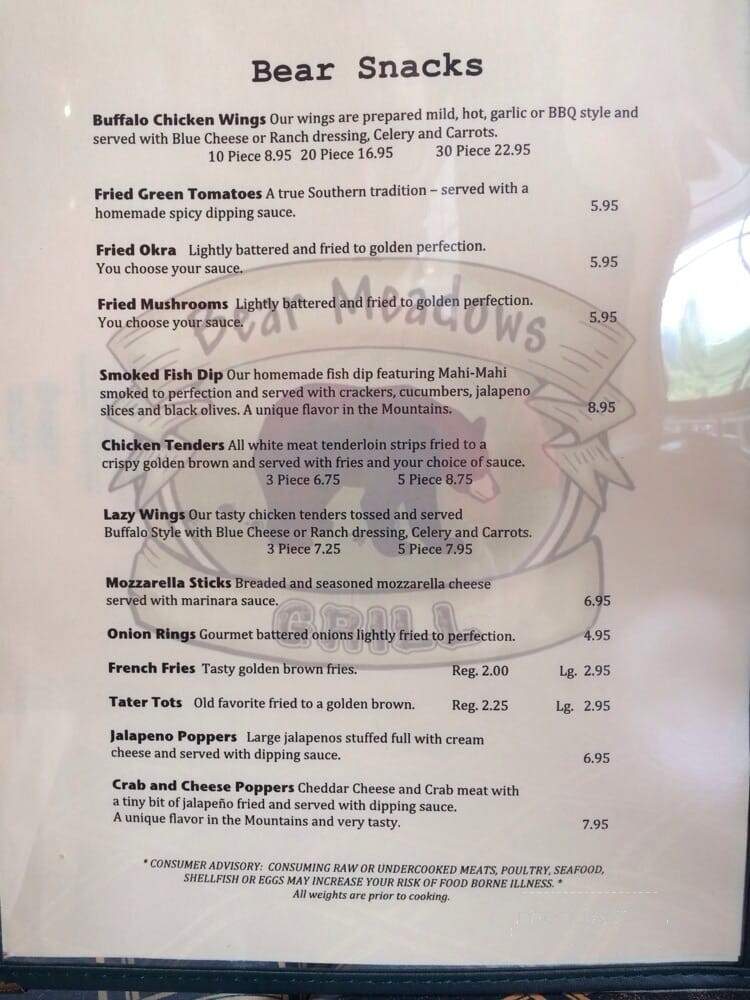 Bear Snacks
Buffalo Chicken Wings Our wings are prepared mild, hot, garlic or BBQ style and
served with Blue Cheese or Ranch dressing, Celery and Carrots.
10 Piece 8.95 20 Piece 16.95 30 Piece 22.95
Fried Green Tomatoes A true Southern tradition – served with a
homemade spicy dipping sauce. 5.95
Fried Okra Lightly battered and fried to golden perfection.
You choose your sauce. 5.95
Fried Mushrooms Lightly battered and fried to golden perfection.
You choose your sauce. 5.95
Bear Meadows
Smoked Fish Dip Our homemade fish dip featuring Mahi-Mahi
smoked to perfection and served with crackers, cucumbers, jalapeno
slices and black olives. A unique flavor in the Mountains. 8.95
Chicken Tenders All white meat tenderloin strips fried to a
crispy golden brown and served with fries and your choice of sauce.
3 Piece 6.75 5 Piece 8.75
Lazy Wings Our tasty chicken tenders tossed and served
Buffalo Style with Blue Cheese or Ranch dressing, Celery and Carrots.
3 Piece 7.25 5 Piece 7.95
Mozzarella Sticks Breaded and seasoned mozzarella cheese
served with marinara sauce. 6.95
GRILL
Onion Rings Gourmet battered onions lightly fried to perfection. 4.95
French Fries Tasty golden brown fries. Reg. 2.00 Lg. 2.95
Tater Tots Old favorite fried to a golden brown. Reg. 2.25 Lg. 2.95
Jalapeno Poppers Large jalapenos stuffed full with cream
cheese and served with dipping sauce. 6.95
Crab and Cheese Poppers Cheddar Cheese and Crab meat with
a tiny bit of jalapeño fried and served with dipping sauce.
A unique flavor in the Mountains and very tasty. 7.95
* CONSUMER ADVISORY: CONSUMING RAW OR UNDERCOOKED MEATS, POULTRY, SEAFOOD,
SHELLFISH OR EGGS MAY INCREASE YOUR RISK OF FOOD BORNE ILLNESS. *
All weights are prior to cooking.